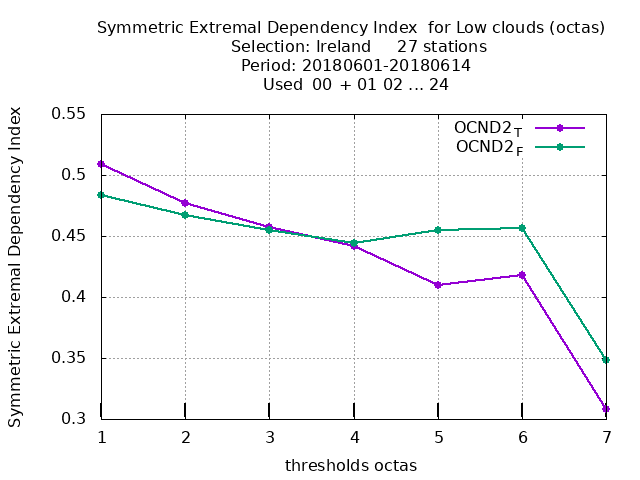 Symmetric Extremal Dependency Index  for Low clouds (octas)
Selection: Ireland     27 stations
Period: 20180601-20180614
Used  00  + 01 02 ... 24
Symmetric Extremal Dependency Index
0.55
0.5
0.45
0.4
0.35
0.3
OCND2T
OCND2F
1 2 3 4 5 6 7
thresholds octas